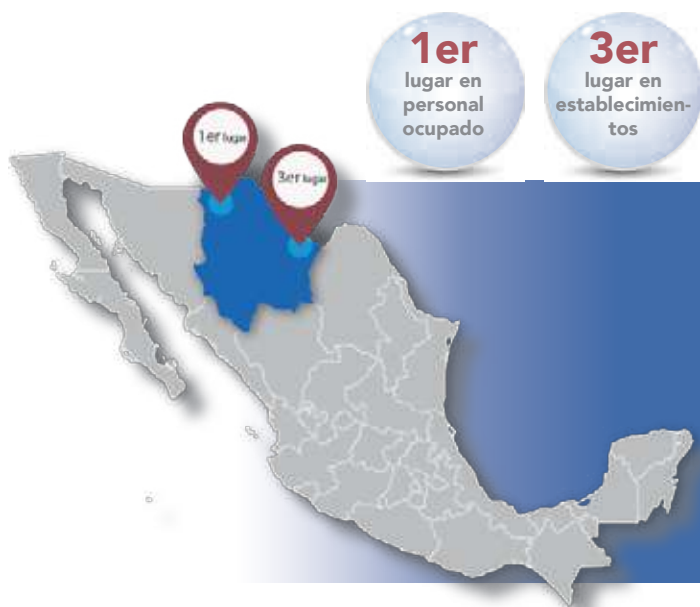 1er
lugar en
personal
ocupado
3er
lugar en
establecimien-
tos
1er lugar
3er lugar